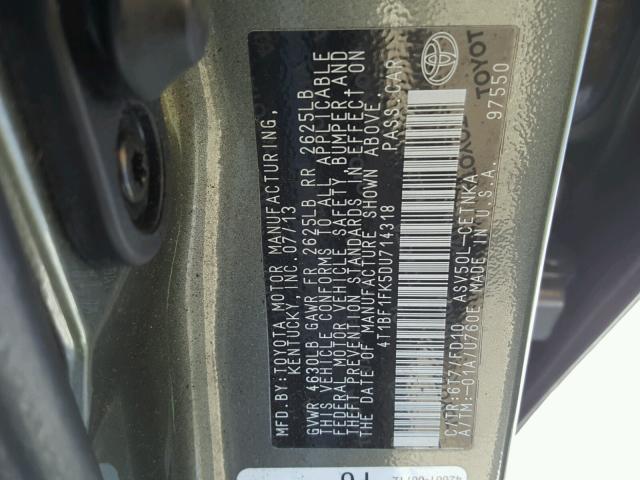 MFD. BY: TOYOTA MOTOR MANUFACTURING,
KENTUCKY, INC. 07/13
GVWR 4630LB GAWR FR 2625LB RR 2625LB
THIS VEHICLE CONFORMS TO ALL APPLICABLE
FEDERAL MOTOR VEHICLE SAFETY, BUMPER, AND
THEFT PREVENTION STANDARDS IN EFFECT ON
THE DATE OF MANUFACTURE SHOWN ABOVE.
4T1BF1FK5DU714318 PASS. CAR
C/TR: 6T7/FD10 ASV50L-CETNKA
A/TM: -01A/U760E MADE IN U.S.A.
TOYOTA
TOYOTA
97550